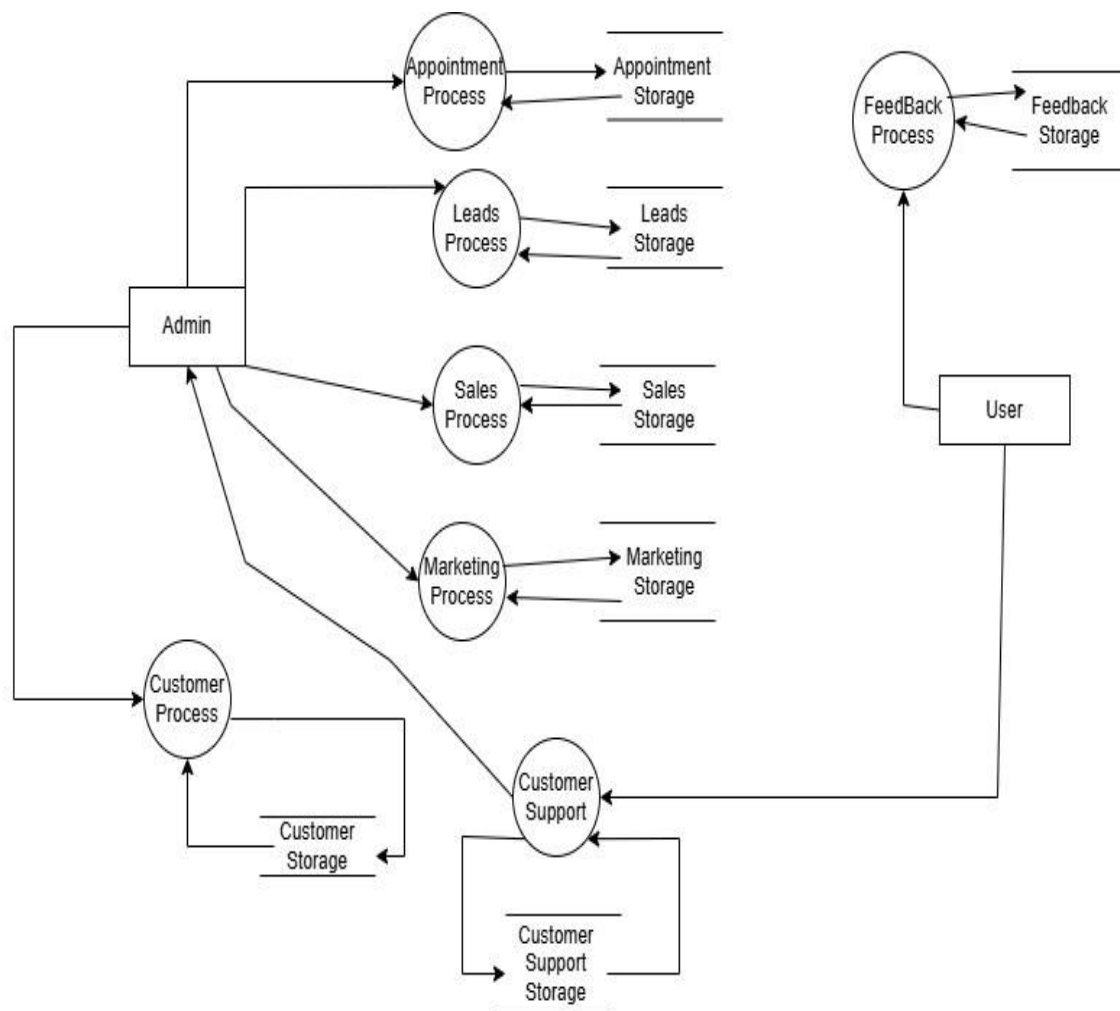 Appointment
Process
Appointment
Storage
FeedBack
Process
Feedback
Storage
Leads
Process
Leads
Storage
Admin
Sales
Process
Sales
Storage
User
Marketing
Process
Marketing
Storage
Customer
Process
Customer
Storage
Customer
Support
Customer
Support
Storage